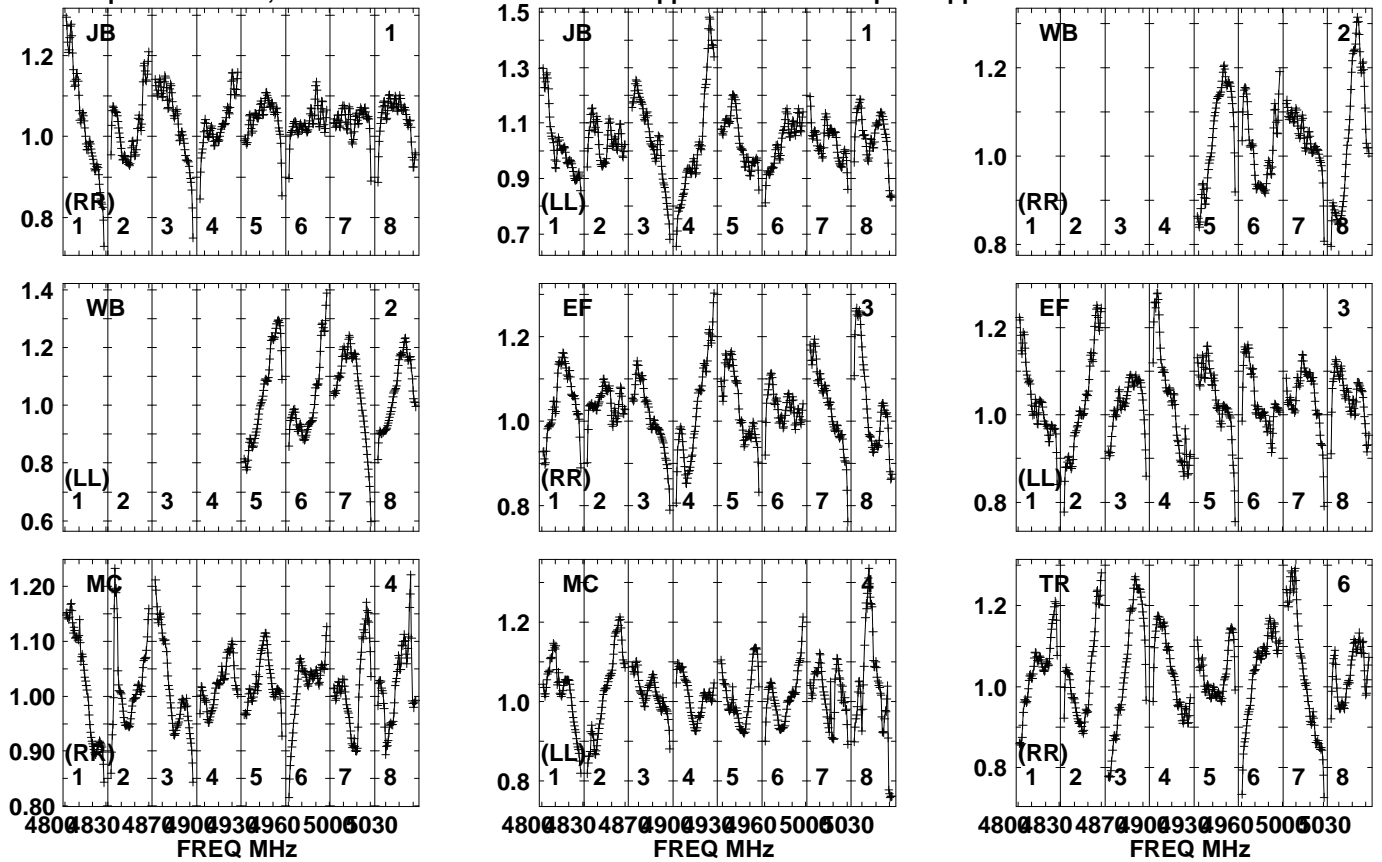 JB 1
1.2
1.0
0.8
(RR)
1 2 3 4 5 6 7 8
JB 1
1.5
1.3
1.1
0.9
0.7
(LL)
1 2 3 4 5 6 7 8
WB 2
1.2
1.0
0.8
(RR)
1 2 3 4 5 6 7 8
WB 2
1.4
1.2
1.0
0.8
0.6
(LL)
1 2 3 4 5 6 7 8
EF 3
1.2
1.0
0.8
(RR)
1 2 3 4 5 6 7 8
EF 3
1.2
1.0
0.8
(LL)
1 2 3 4 5 6 7 8
MC 4
1.20
1.10
1.00
0.90
0.80
(RR)
1 2 3 4 5 6 7 8
4800 4830 4870 4900 4930 4960 5000 5030
FREQ MHz
MC 4
1.2
1.0
0.8
(LL)
1 2 3 4 5 6 7 8
4800 4830 4870 4900 4930 4960 5000 5030
FREQ MHz
TR 6
1.2
1.0
0.8
(RR)
1 2 3 4 5 6 7 8
4800 4830 4870 4900 4930 4960 5000 5030
FREQ MHz